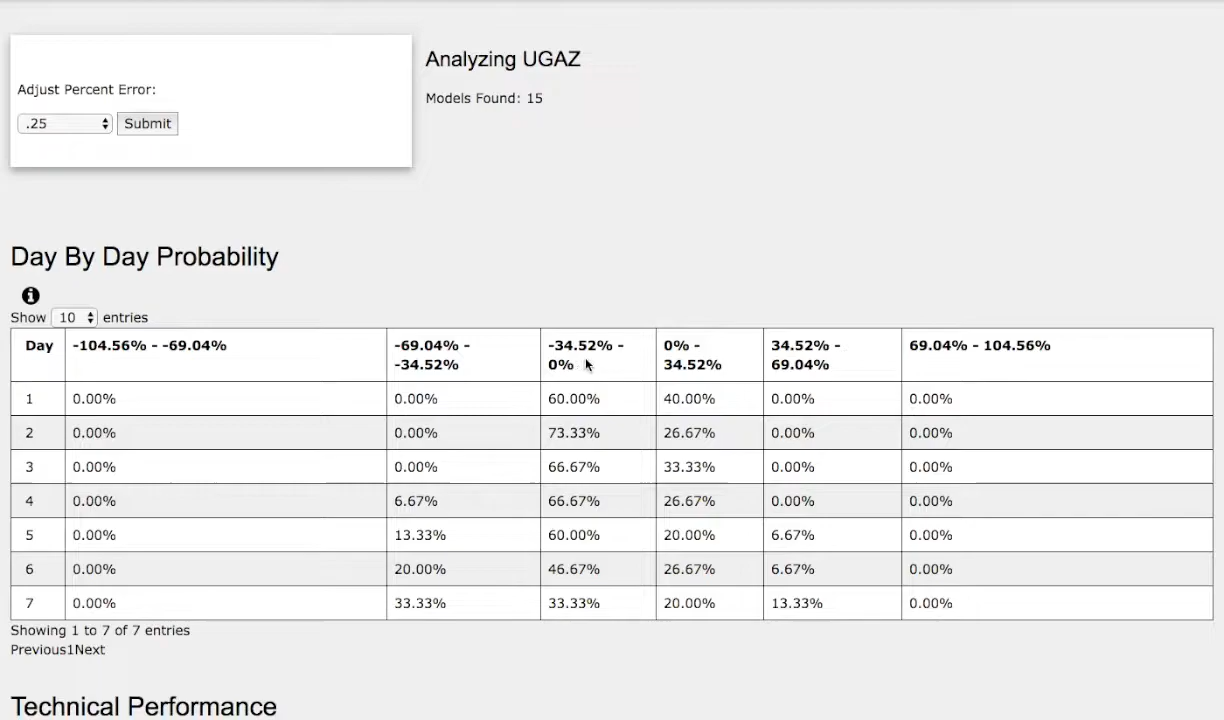 Analyzing UGAZ
Adjust Percent Error:
Models Found: 15
.25 Submit
Day By Day Probability
Show 10 entries
Day -104.56% - -69.04% -69.04% - -34.52% - 0% - 34.52% - 69.04% - 104.56%
-34.52% 0% 34.52% 69.04%
1 0.00% 0.00% 60.00% 40.00% 0.00% 0.00%
2 0.00% 0.00% 73.33% 26.67% 0.00% 0.00%
3 0.00% 0.00% 66.67% 33.33% 0.00% 0.00%
4 0.00% 6.67% 66.67% 26.67% 0.00% 0.00%
5 0.00% 13.33% 60.00% 20.00% 6.67% 0.00%
6 0.00% 20.00% 46.67% 26.67% 6.67% 0.00%
7 0.00% 33.33% 33.33% 20.00% 13.33% 0.00%
Showing 1 to 7 of 7 entries
Previous1Next
Technical Performance